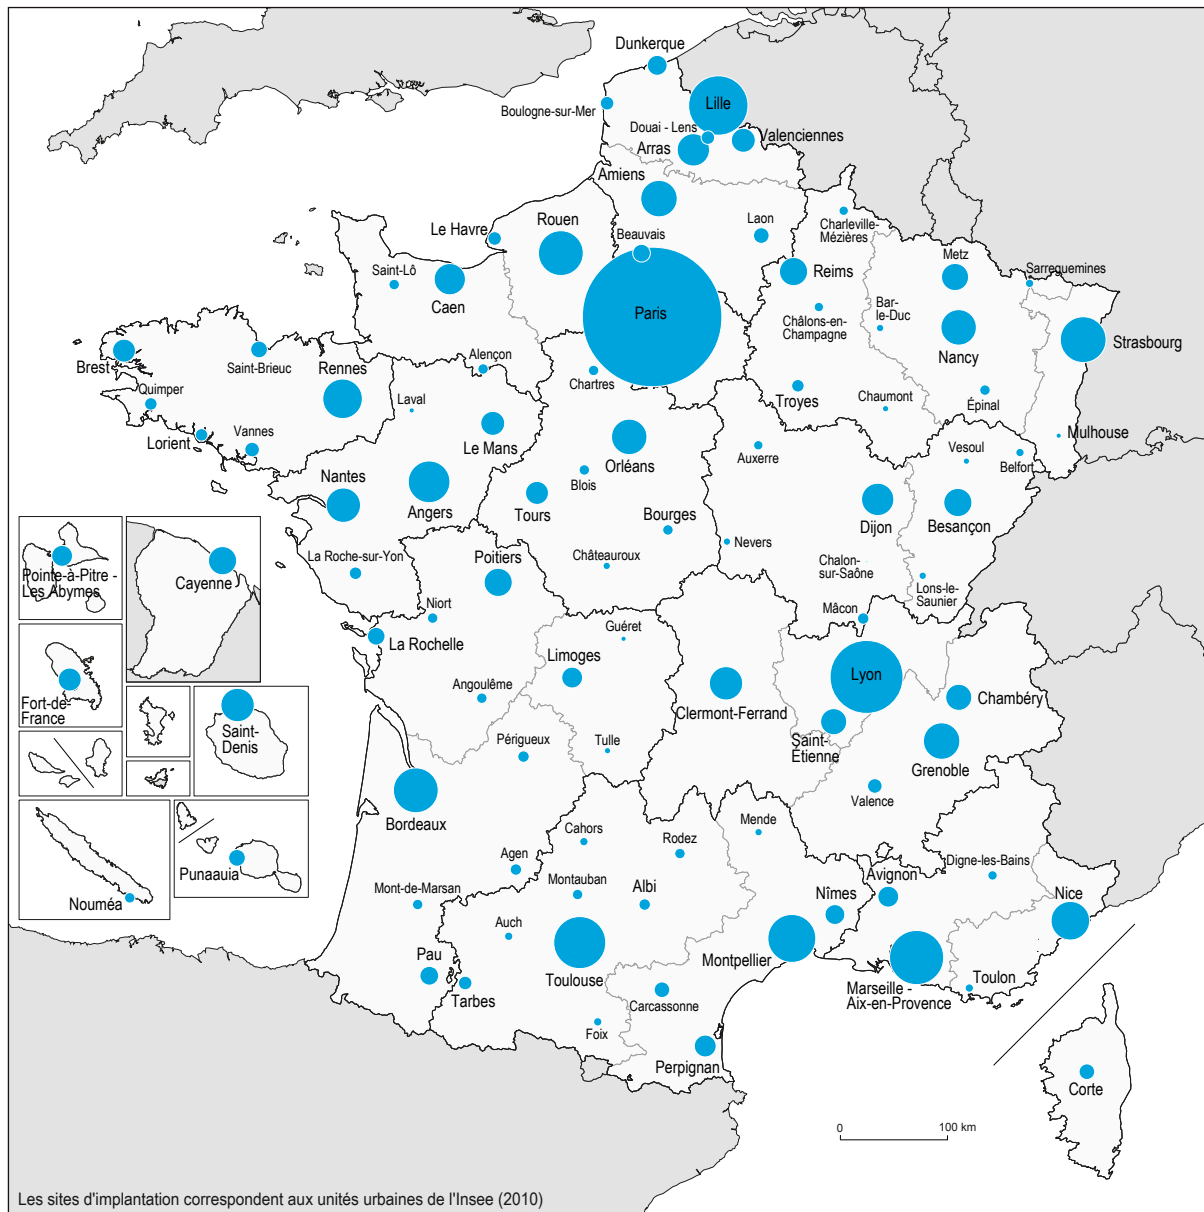 Dunkerque
Lille
Boulogne-sur-Mer
Douai - Lens
Valenciennes
Arras
Amiens
Rouen
Le Havre
Laon
Charleville-
Mézières
Beauvais
Metz
Sarreguemines
Saint-Lô
Caen
Reims
Paris
Châlons-en-
Champagne
Bar-
le-Duc
Nancy
Strasbourg
Brest
Saint-Brieuc
Rennes
Alençon
Chartres
Troyes
Chaumont
Épinal
Quimper
Laval
Lorient
Vannes
Le Mans
Orléans
Auxerre
Vesoul
Mulhouse
Belfort
Nantes
Angers
Tours
Blois
Bourges
Dijon
Besançon
La Roche-sur-Yon
Poitiers
Châteauroux
Nevers
Chalon-
sur-Saône
Lons-le-
Saunier
Pointe-à-Pitre -
Les Abymes
Cayenne
Niort
Mâcon
La Rochelle
Guéret
Limoges
Lyon
Fort-de-
France
Saint-
Denis
Angoulême
Clermont-Ferrand
Chambéry
Périgueux
Tulle
Saint-
Étienne
Grenoble
Bordeaux
Valence
Cahors
Mende
Punaauia
Agen
Rodez
Digne-les-Bains
Nouméa
Mont-de-Marsan
Montauban
Albi
Avignon
Nîmes
Nice
Auch
Pau
Toulouse
Montpellier
Marseille -
Aix-en-Provence
Toulon
Tarbes
Carcassonne
Foix
Perpignan
Corte
0
100 km
Les sites d'implantation correspondent aux unités urbaines de l'Insee (2010)